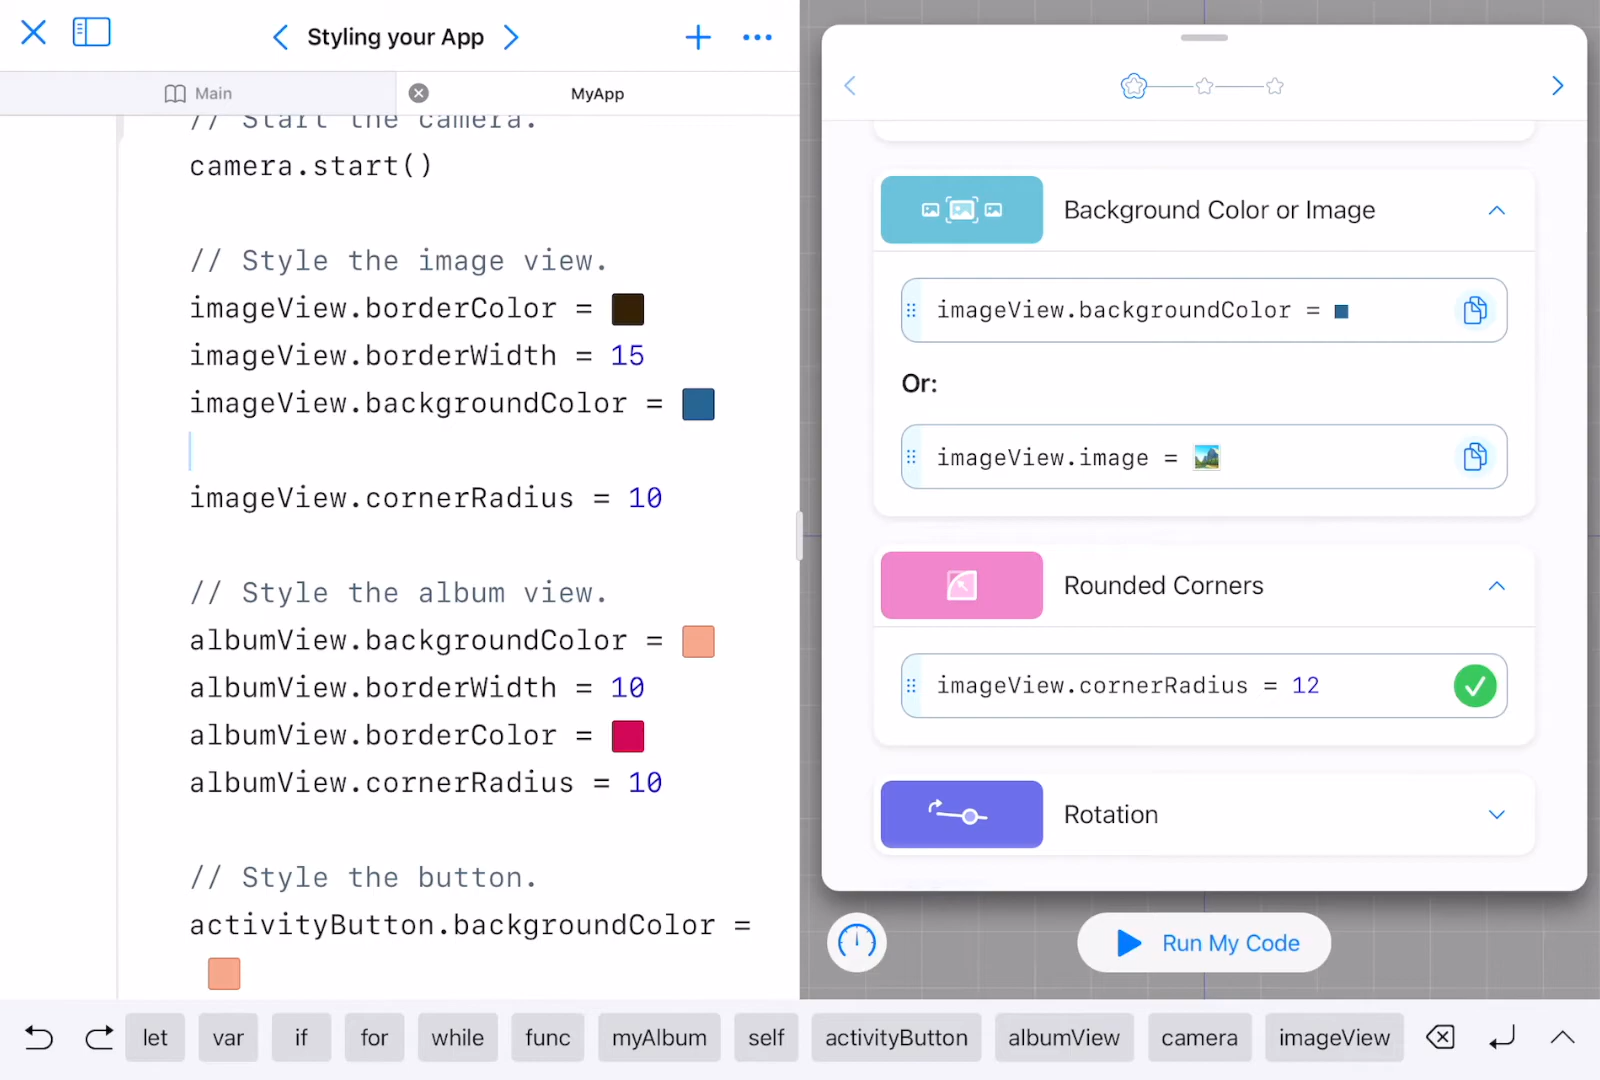 Styling your App
Main
MyApp
// Start the camera.
camera.start()
// Style the image view.
imageView.borderColor =
imageView.borderWidth = 15
imageView.backgroundColor =
imageView.cornerRadius = 10
// Style the album view.
albumView.backgroundColor =
albumView.borderWidth = 10
albumView.borderColor =
albumView.cornerRadius = 10
// Style the button.
activityButton.backgroundColor =
Background Color or Image
imageView.backgroundColor =
Or:
imageView.image =
Rounded Corners
imageView.cornerRadius = 12
Rotation
Run My Code
let var if for while func myAlbum self activityButton albumView camera imageView